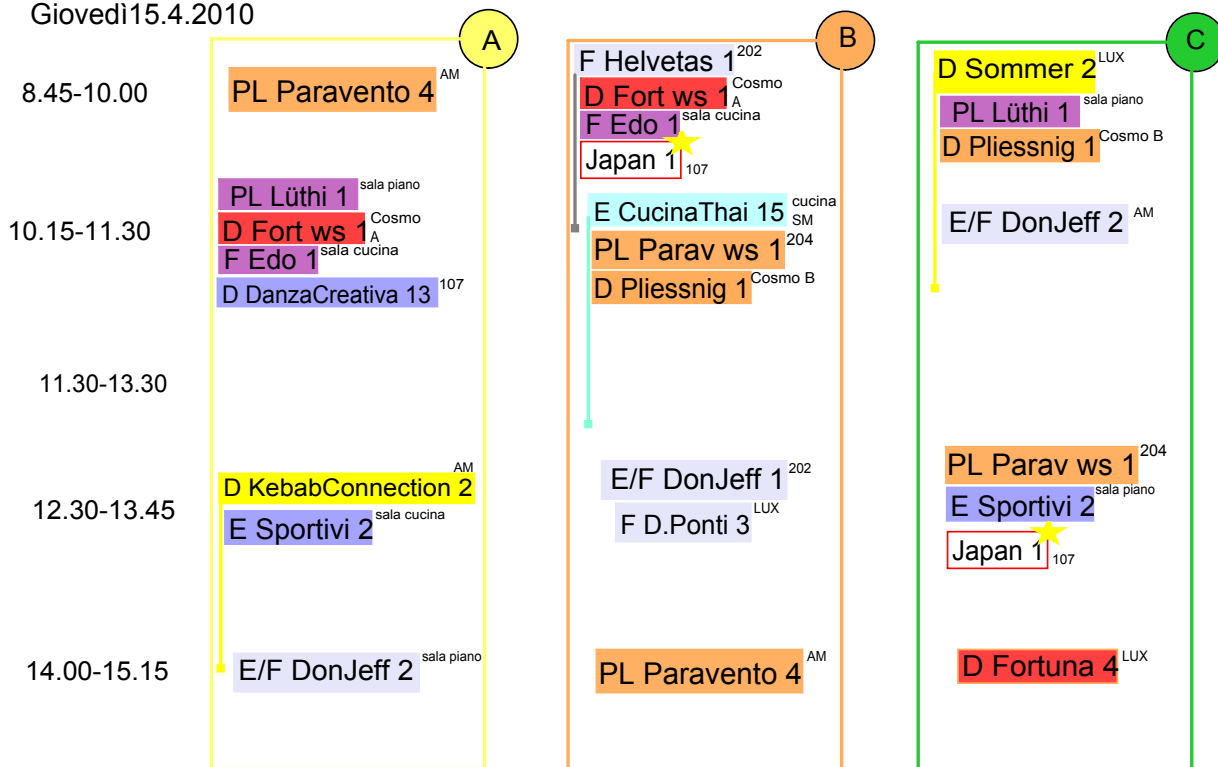 Giovedì15.4.2010
A
B
C
8.45-10.00
PL Paravento 4 AM
F Helvetas 1 202
D Fort ws 1 Cosmo A
F Edo 1 sala cucina
Japan 1 107
D Sommer 2 LUX
PL Lüthi 1 sala piano
D Pliessnig 1 Cosmo B
10.15-11.30
PL Lüthi 1 sala piano
D Fort ws 1 Cosmo A
F Edo 1 sala cucina
D DanzaCreativa 13 107
E CucinaThai 15 cucina SM
PL Parav ws 1 204
D Pliessnig 1 Cosmo B
E/F DonJeff 2 AM
11.30-13.30
12.30-13.45
D KebabConnection 2 AM
E Sportivi 2 sala cucina
E/F DonJeff 1 202
F D.Ponti 3 LUX
PL Parav ws 1 204
E Sportivi 2 sala piano
Japan 1 107
14.00-15.15
E/F DonJeff 2 sala piano
PL Paravento 4 AM
D Fortuna 4 LUX